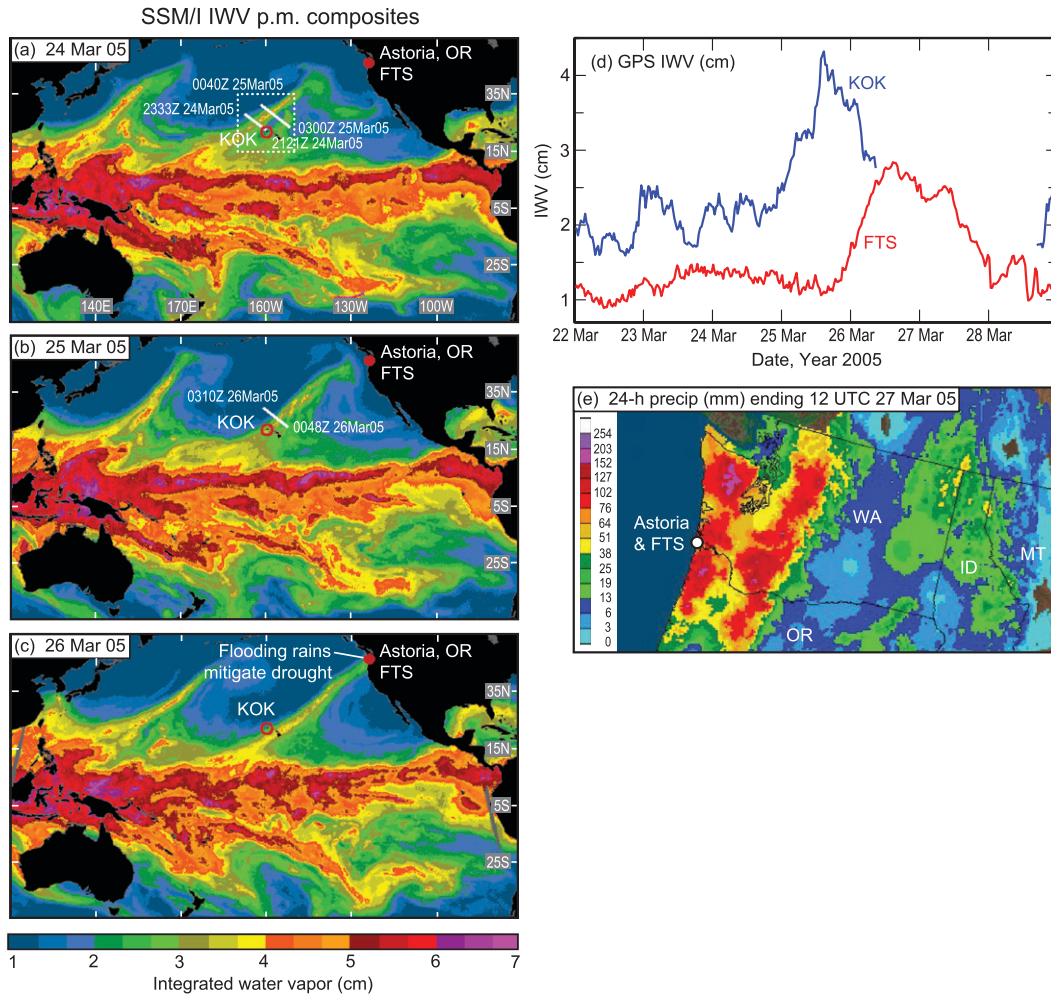 SSM/I IWV p.m. composites
(a) 24 Mar 05
Astoria, OR
FTS
0040Z 25Mar05
2333Z 24Mar05
0300Z 25Mar05
KOK
2121Z 24Mar05
35N
15N
5S
25S
140E
170E
160W
130W
100W
(b) 25 Mar 05
Astoria, OR
FTS
0310Z 26Mar05
KOK
0048Z 26Mar05
35N
15N
5S
25S
(c) 26 Mar 05
Flooding rains
mitigate drought
Astoria, OR
FTS
KOK
35N
15N
5S
25S
1 2 3 4 5 6 7
Integrated water vapor (cm)
(d) GPS IWV (cm)
KOK
FTS
IWV (cm)
4
3
2
1
22 Mar 23 Mar 24 Mar 25 Mar 26 Mar 27 Mar 28 Mar
Date, Year 2005
(e) 24-h precip (mm) ending 12 UTC 27 Mar 05
254
203
152
127
102
76
64
51
38
25
19
13
6
3
0
Astoria
& FTS
WA
MT
ID
OR